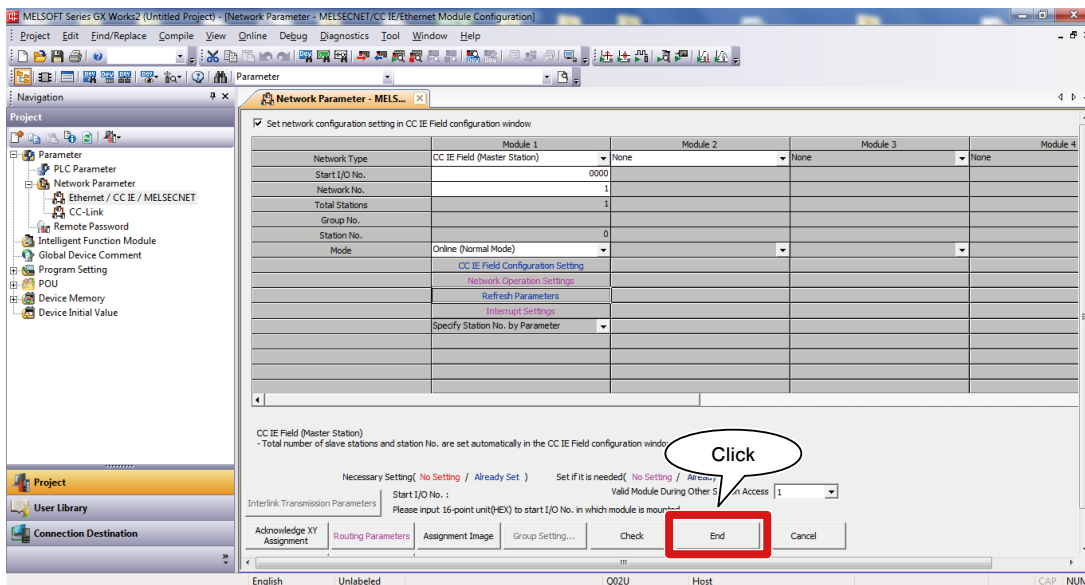 MELSOFT Series GX Works2 (Untitled Project) - [Network Parameter - MELSECNET/CC IE/Ethernet Module Configuration]
Project Edit Find/Replace Compile View Online Debug Diagnostics Tool Window Help
Parameter
Navigation
Network Parameter - MELS...
Project
Set network configuration setting in CC IE Field configuration window
Parameter
PLC Parameter
Network Parameter
Ethernet / CC IE / MELSECNET
CC-Link
Remote Password
Intelligent Function Module
Global Device Comment
Program Setting
POU
Device Memory
Device Initial Value
Module 1 Module 2 Module 3 Module 4
Network Type CC IE Field (Master Station) None None None
Start I/O No. 0000
Network No. 1
Total Stations 1
Group No.
Station No. 0
Mode Online (Normal Mode)
CC IE Field Configuration Setting
Network Operation Settings
Refresh Parameters
Interrupt Settings
Specify Station No. by Parameter
CC IE Field (Master Station)
- Total number of slave stations and station No. are set automatically in the CC IE Field configuration
Click
Necessary Setting( No Setting / Already Set ) Set if it is needed( No Setting /
Start I/O No. : Valid Module During Other Access 1
Interlink Transmission Parameters
Please input 16-point unit(HEX) to start I/O No. in which module is
Acknowledge XY Assignment Routing Parameters Assignment Image Group Setting... Check End Cancel
Project
User Library
Connection Destination
English Unlabeled Q02U Host CAP NUM